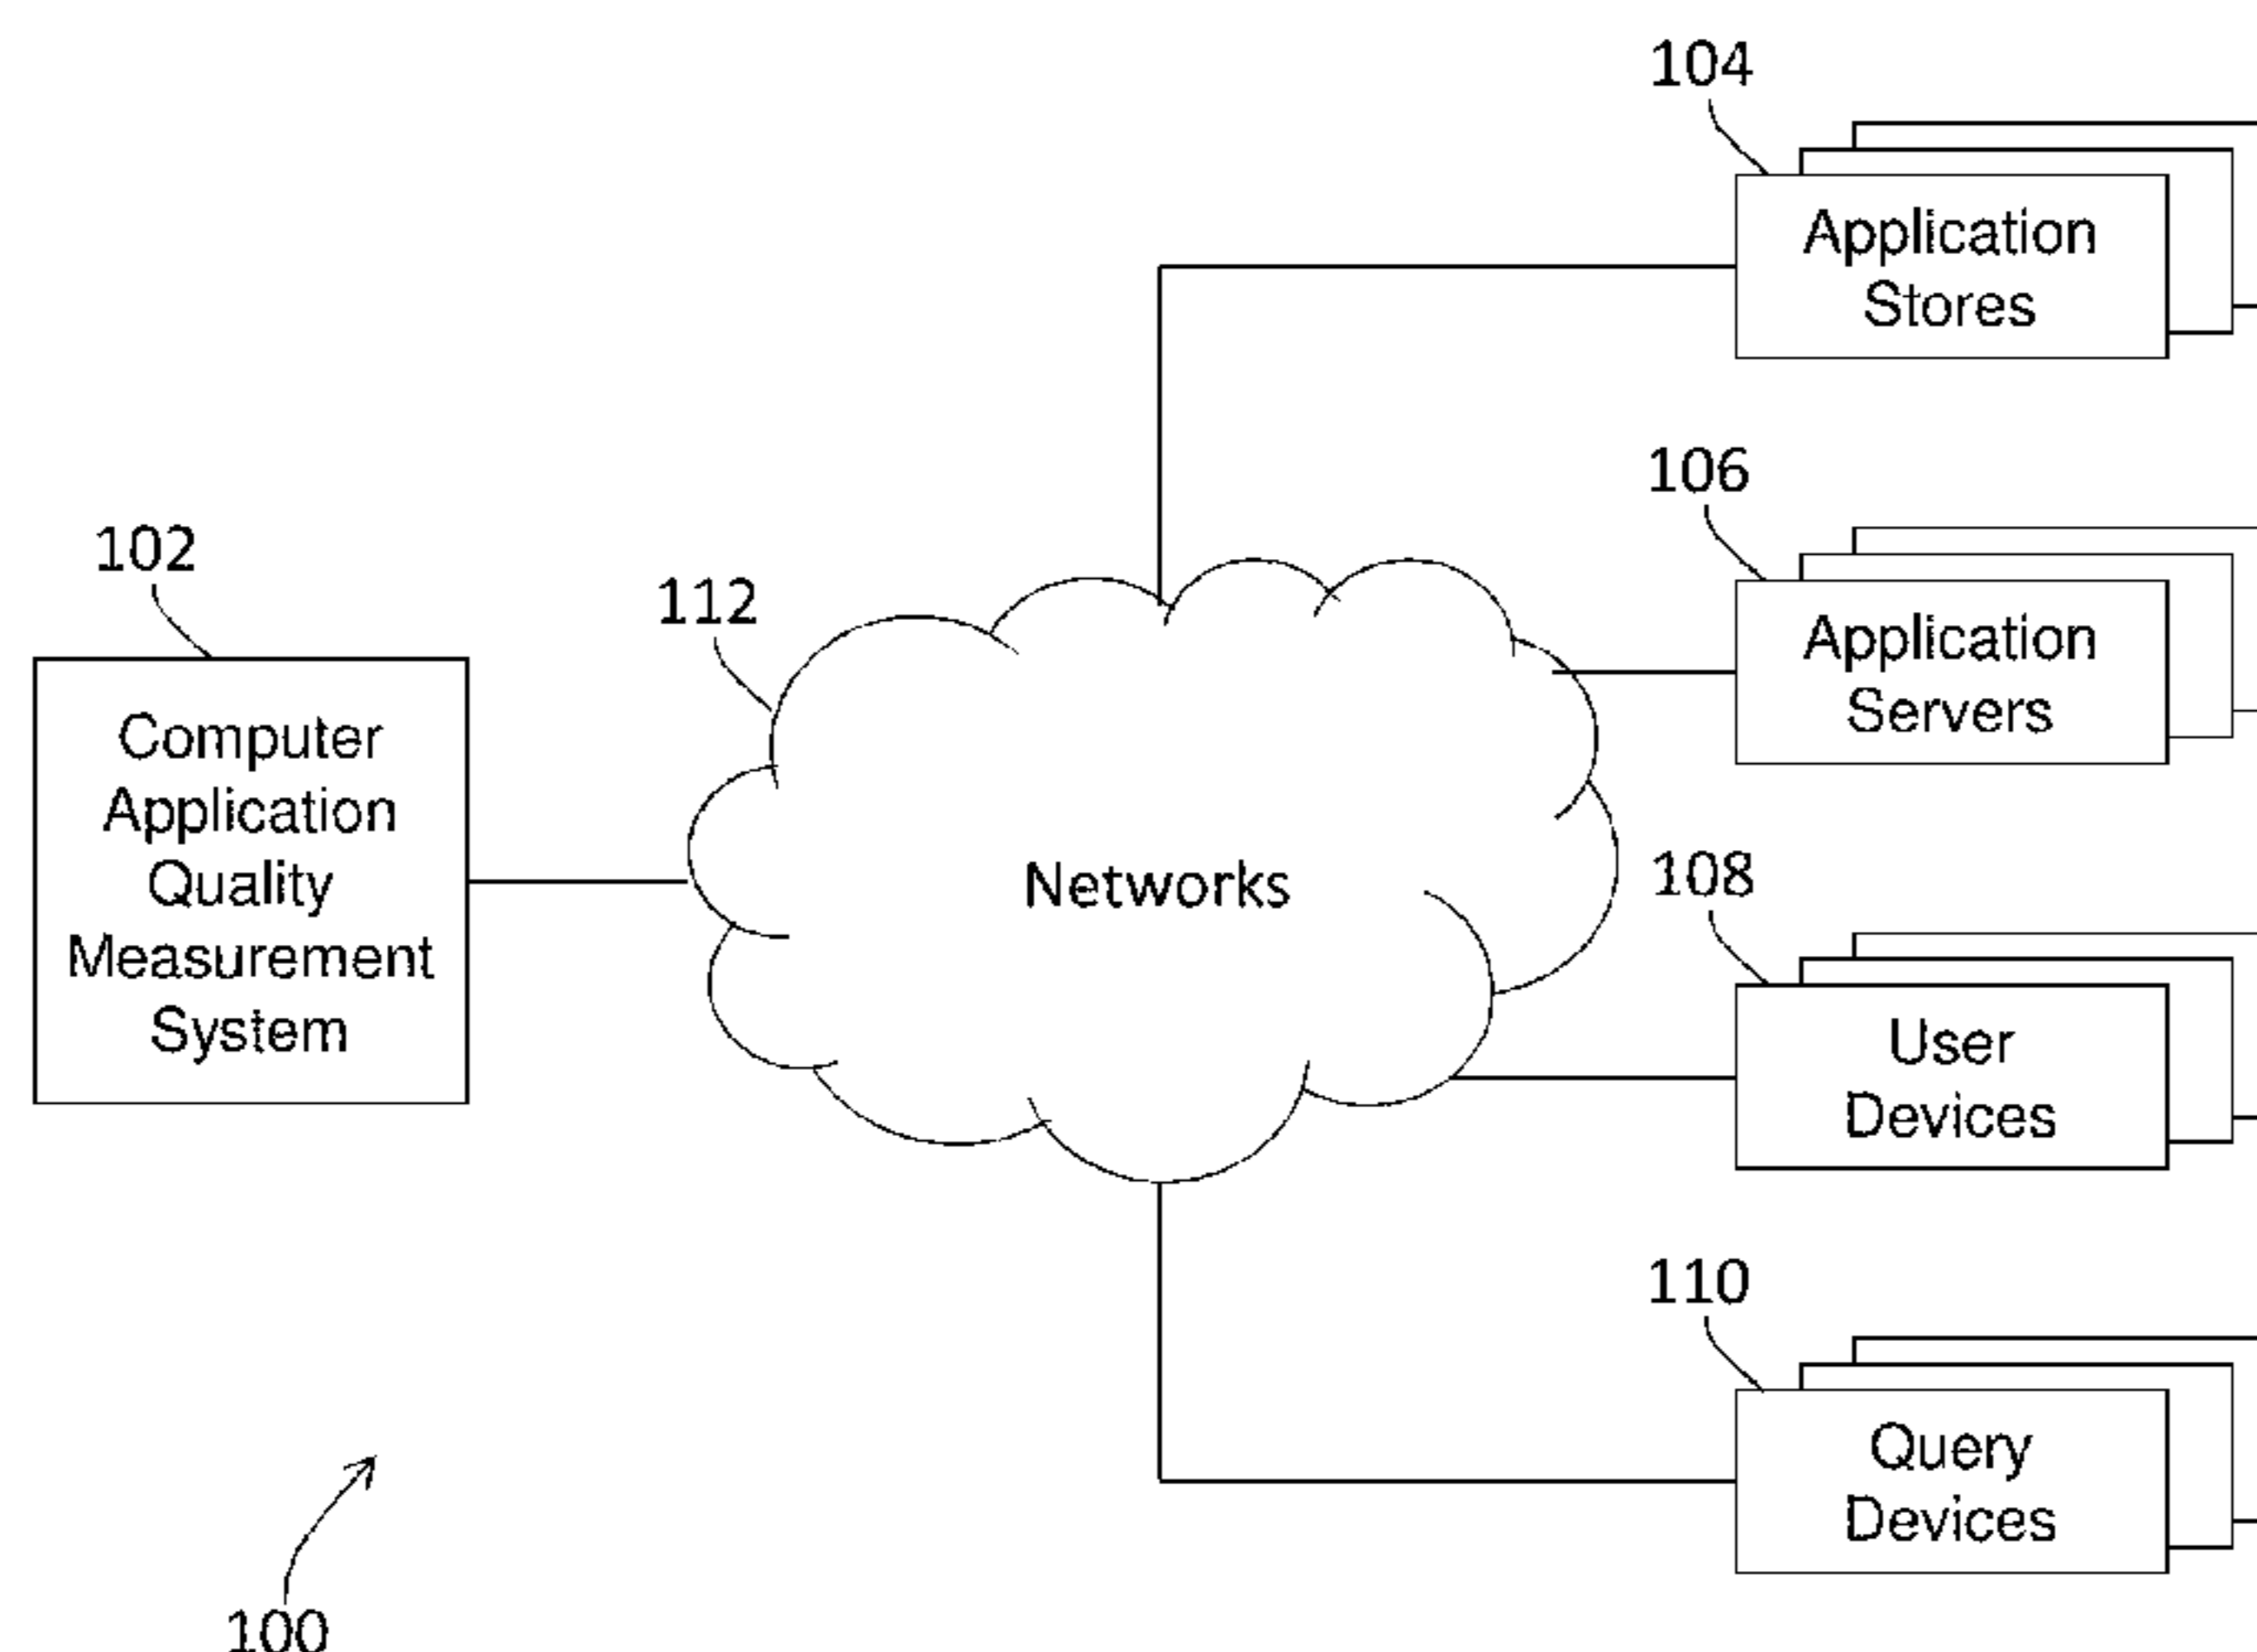 104
Application
Stores
106
Application
Servers
102
112
Computer
Application
Quality
Measurement
System
Networks
108
User
Devices
110
Query
Devices
100